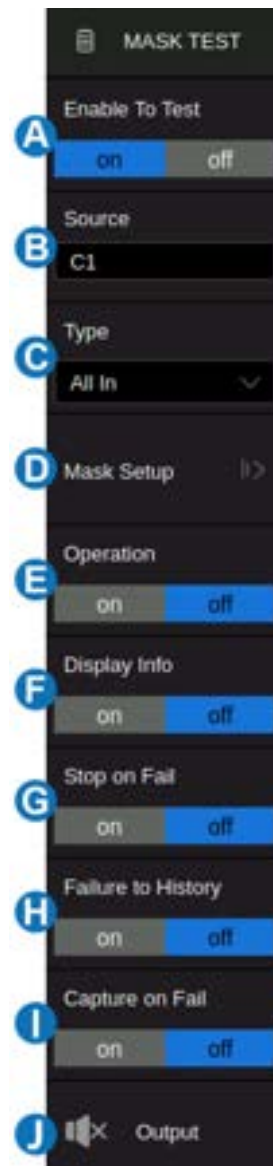 MASK TEST
Enable To Test
A
on off
Source
B
C1
Type
C
All In
D Mask Setup
Operation
E
on off
Display Info
F
on off
Stop on Fail
G
on off
Failure to History
H
on off
Capture on Fail
I
on off
J Output